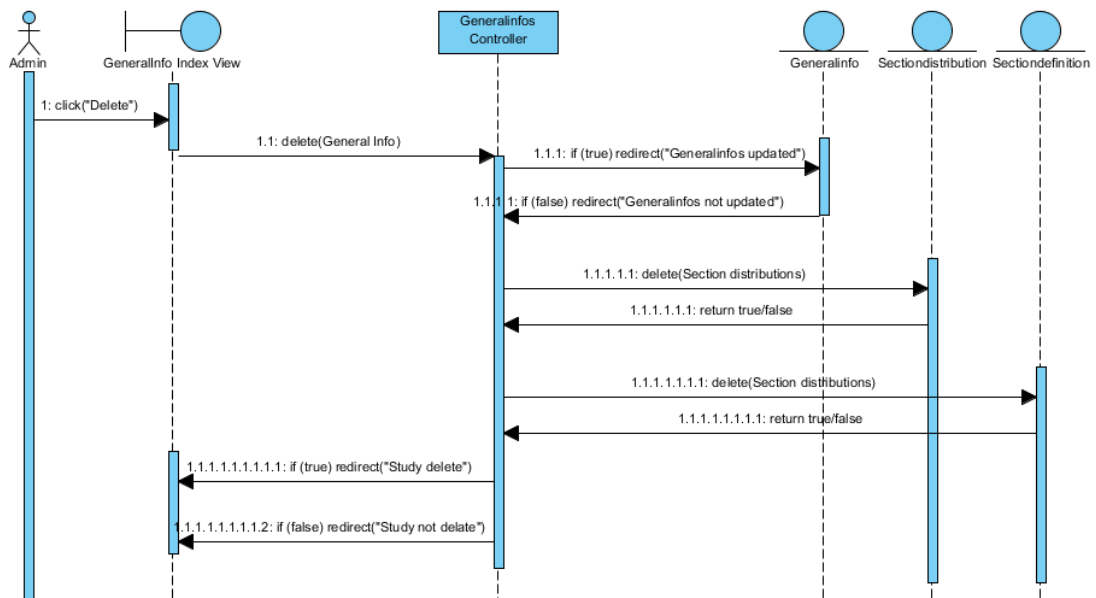 Generalinfos
Controller
Admin
GeneralInfo Index View
Generalinfo
Sectiondistribution
Sectiondefinition
1: click("Delete")
1.1: delete(General Info)
1.1.1: if (true) redirect("Generalinfos updated")
1.1.1.1: if (false) redirect("Generalinfos not updated")
1.1.1.1.1: delete(Section distributions)
1.1.1.1.1.1: return true/false
1.1.1.1.1.1.1: delete(Section distributions)
1.1.1.1.1.1.1.1: return true/false
1.1.1.1.1.1.1.1.1: if (true) redirect("Study delete")
1.1.1.1.1.1.1.1.2: if (false) redirect("Study not delate")